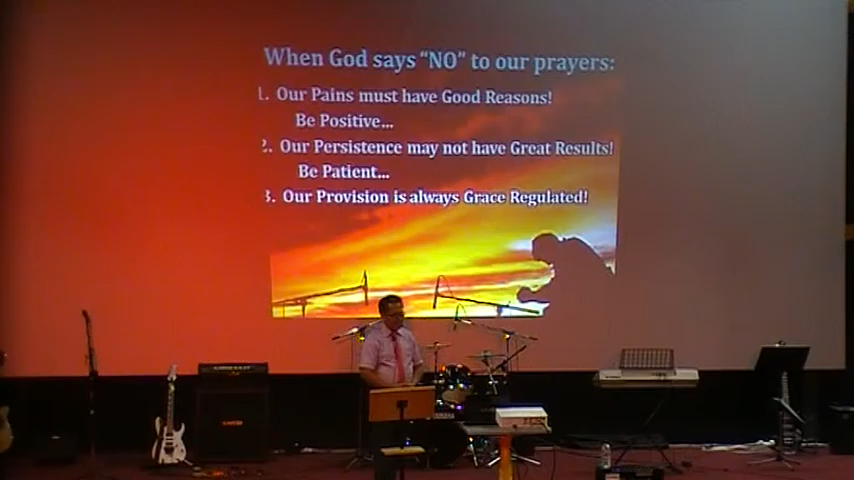 When God says “NO” to our prayers:
1. Our Pains must have Good Reasons!
Be Positive...
2. Our Persistence may not have Great Results!
Be Patient...
3. Our Provision is always Grace Regulated!